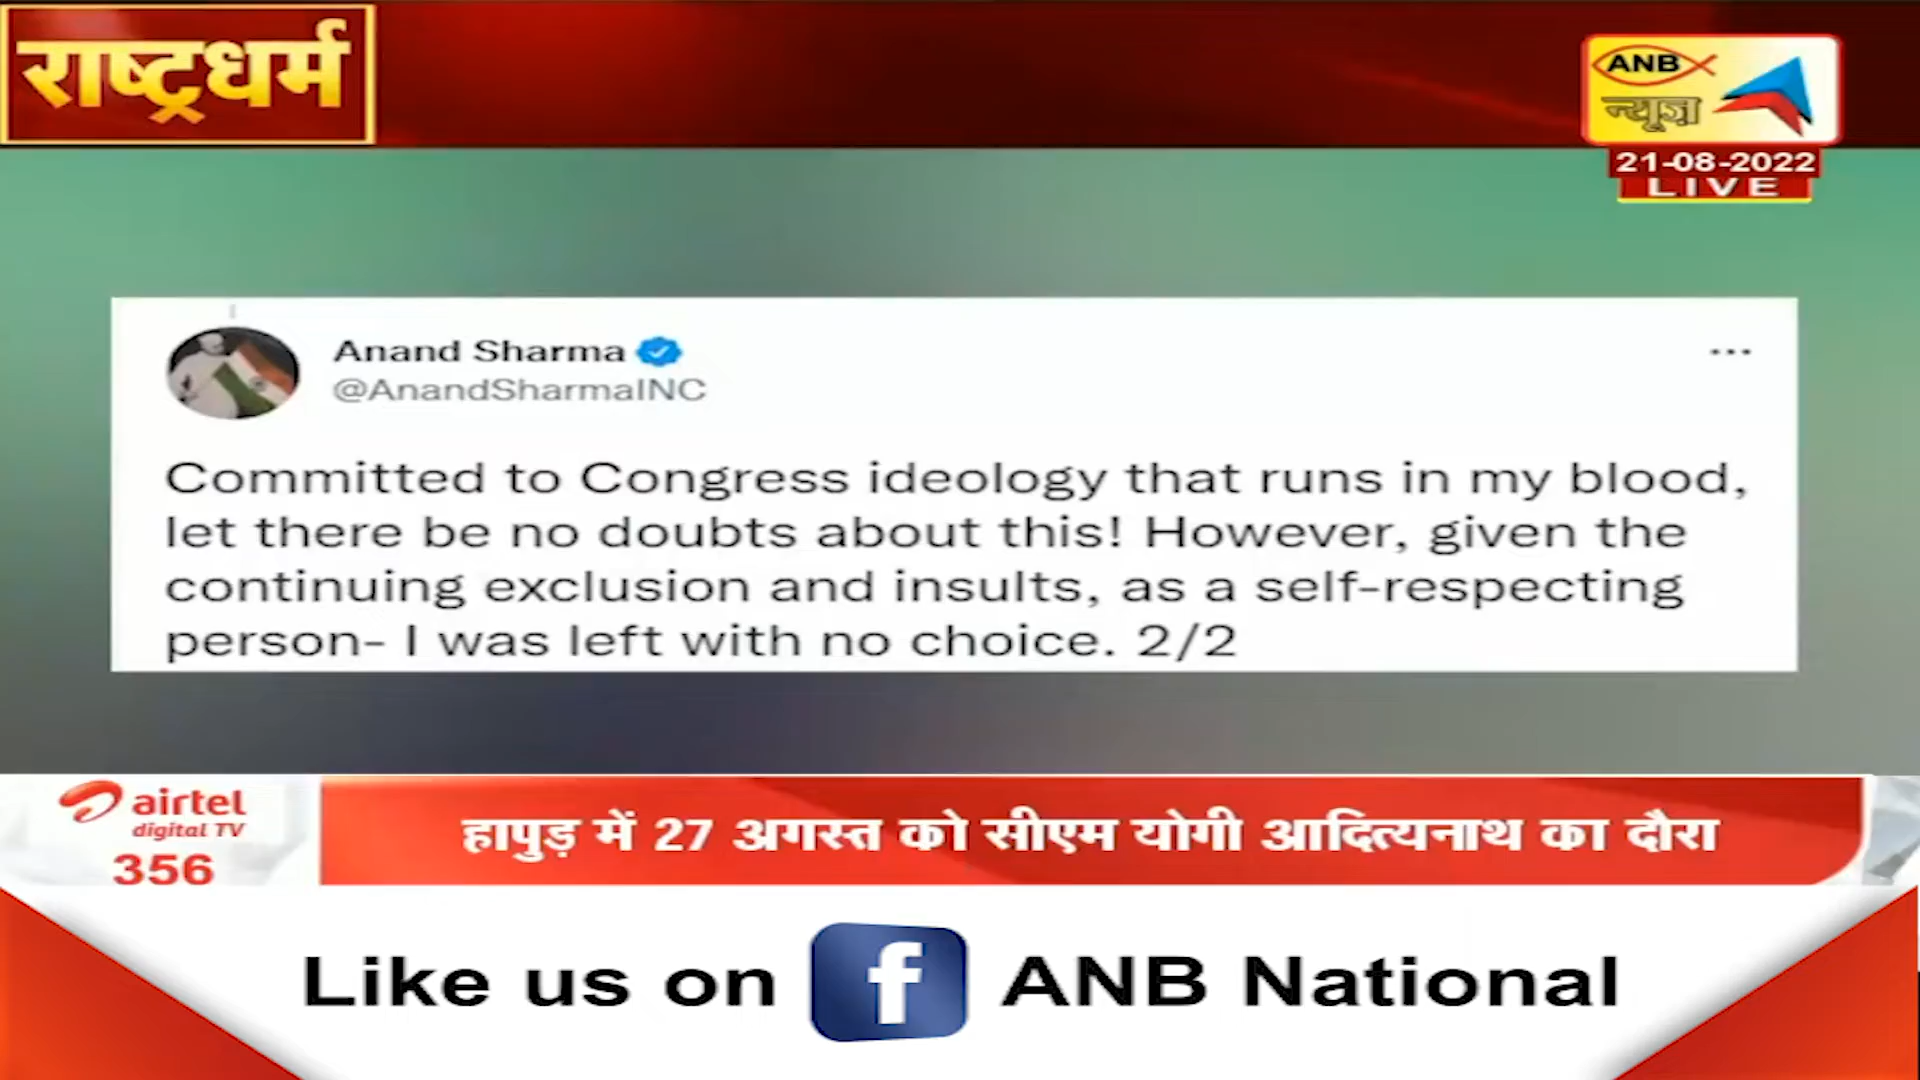 राष्ट्रधर्म
ANB
न्यूज़
21-08-2022
LIVE
Anand Sharma
@AnandSharmaINC
Committed to Congress ideology that runs in my blood,
let there be no doubts about this! However, given the
continuing exclusion and insults, as a self-respecting
person- I was left with no choice. 2/2
airtel
digital TV
356
हापुड़ में 27 अगस्त को सीएम योगी आदित्यनाथ का दौरा
Like us on f ANB National